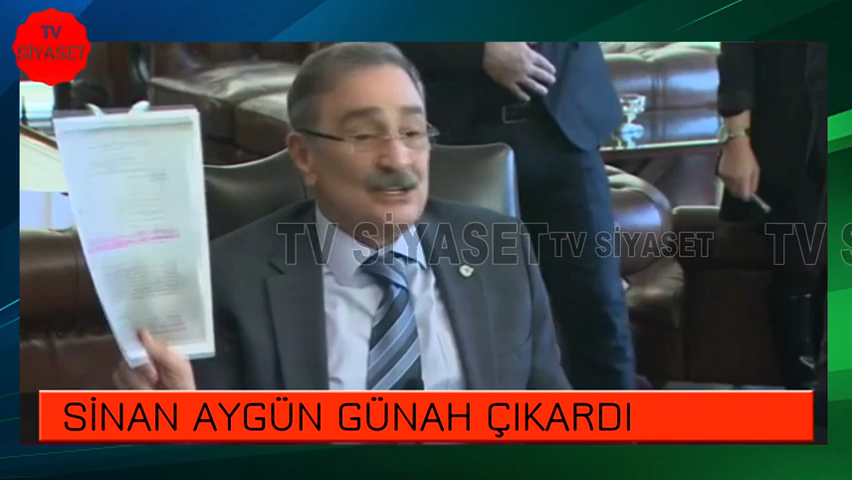 TV
SİYASET
TV SİYASET TV SİYASET TV S
SİNAN AYGÜN GÜNAH ÇIKARDI